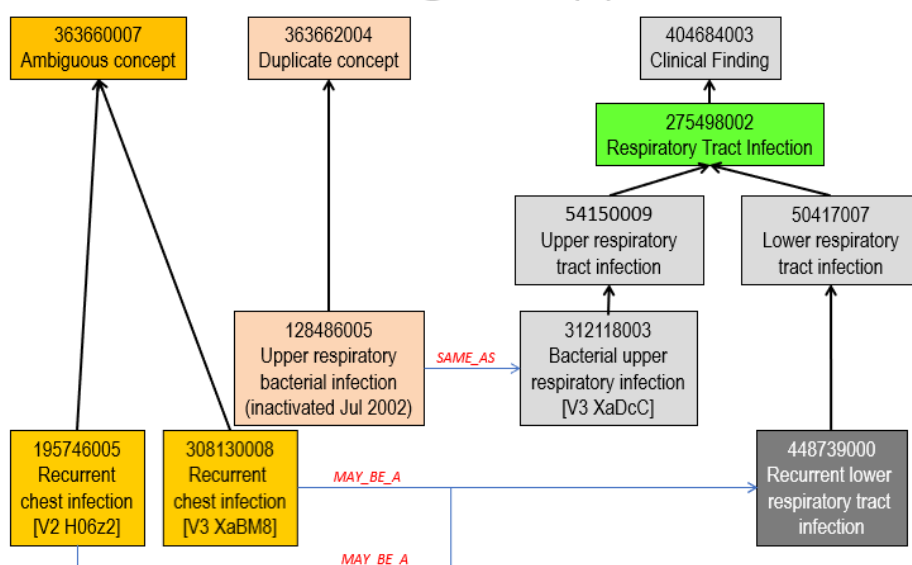 363660007
Ambiguous concept
363662004
Duplicate concept
404684003
Clinical Finding
275498002
Respiratory Tract Infection
54150009
Upper respiratory
tract infection
50417007
Lower respiratory
tract infection
128486005
Upper respiratory
bacterial infection
(inactivated Jul 2002)
SAME_AS
312118003
Bacterial upper
respiratory infection
[V3 XaDcC]
195746005
Recurrent
chest infection
[V2 H06z2]
308130008
Recurrent
chest infection
[V3 XaBM8]
MAY_BE_A
448739000
Recurrent lower
respiratory tract
infection
MAY_BE_A